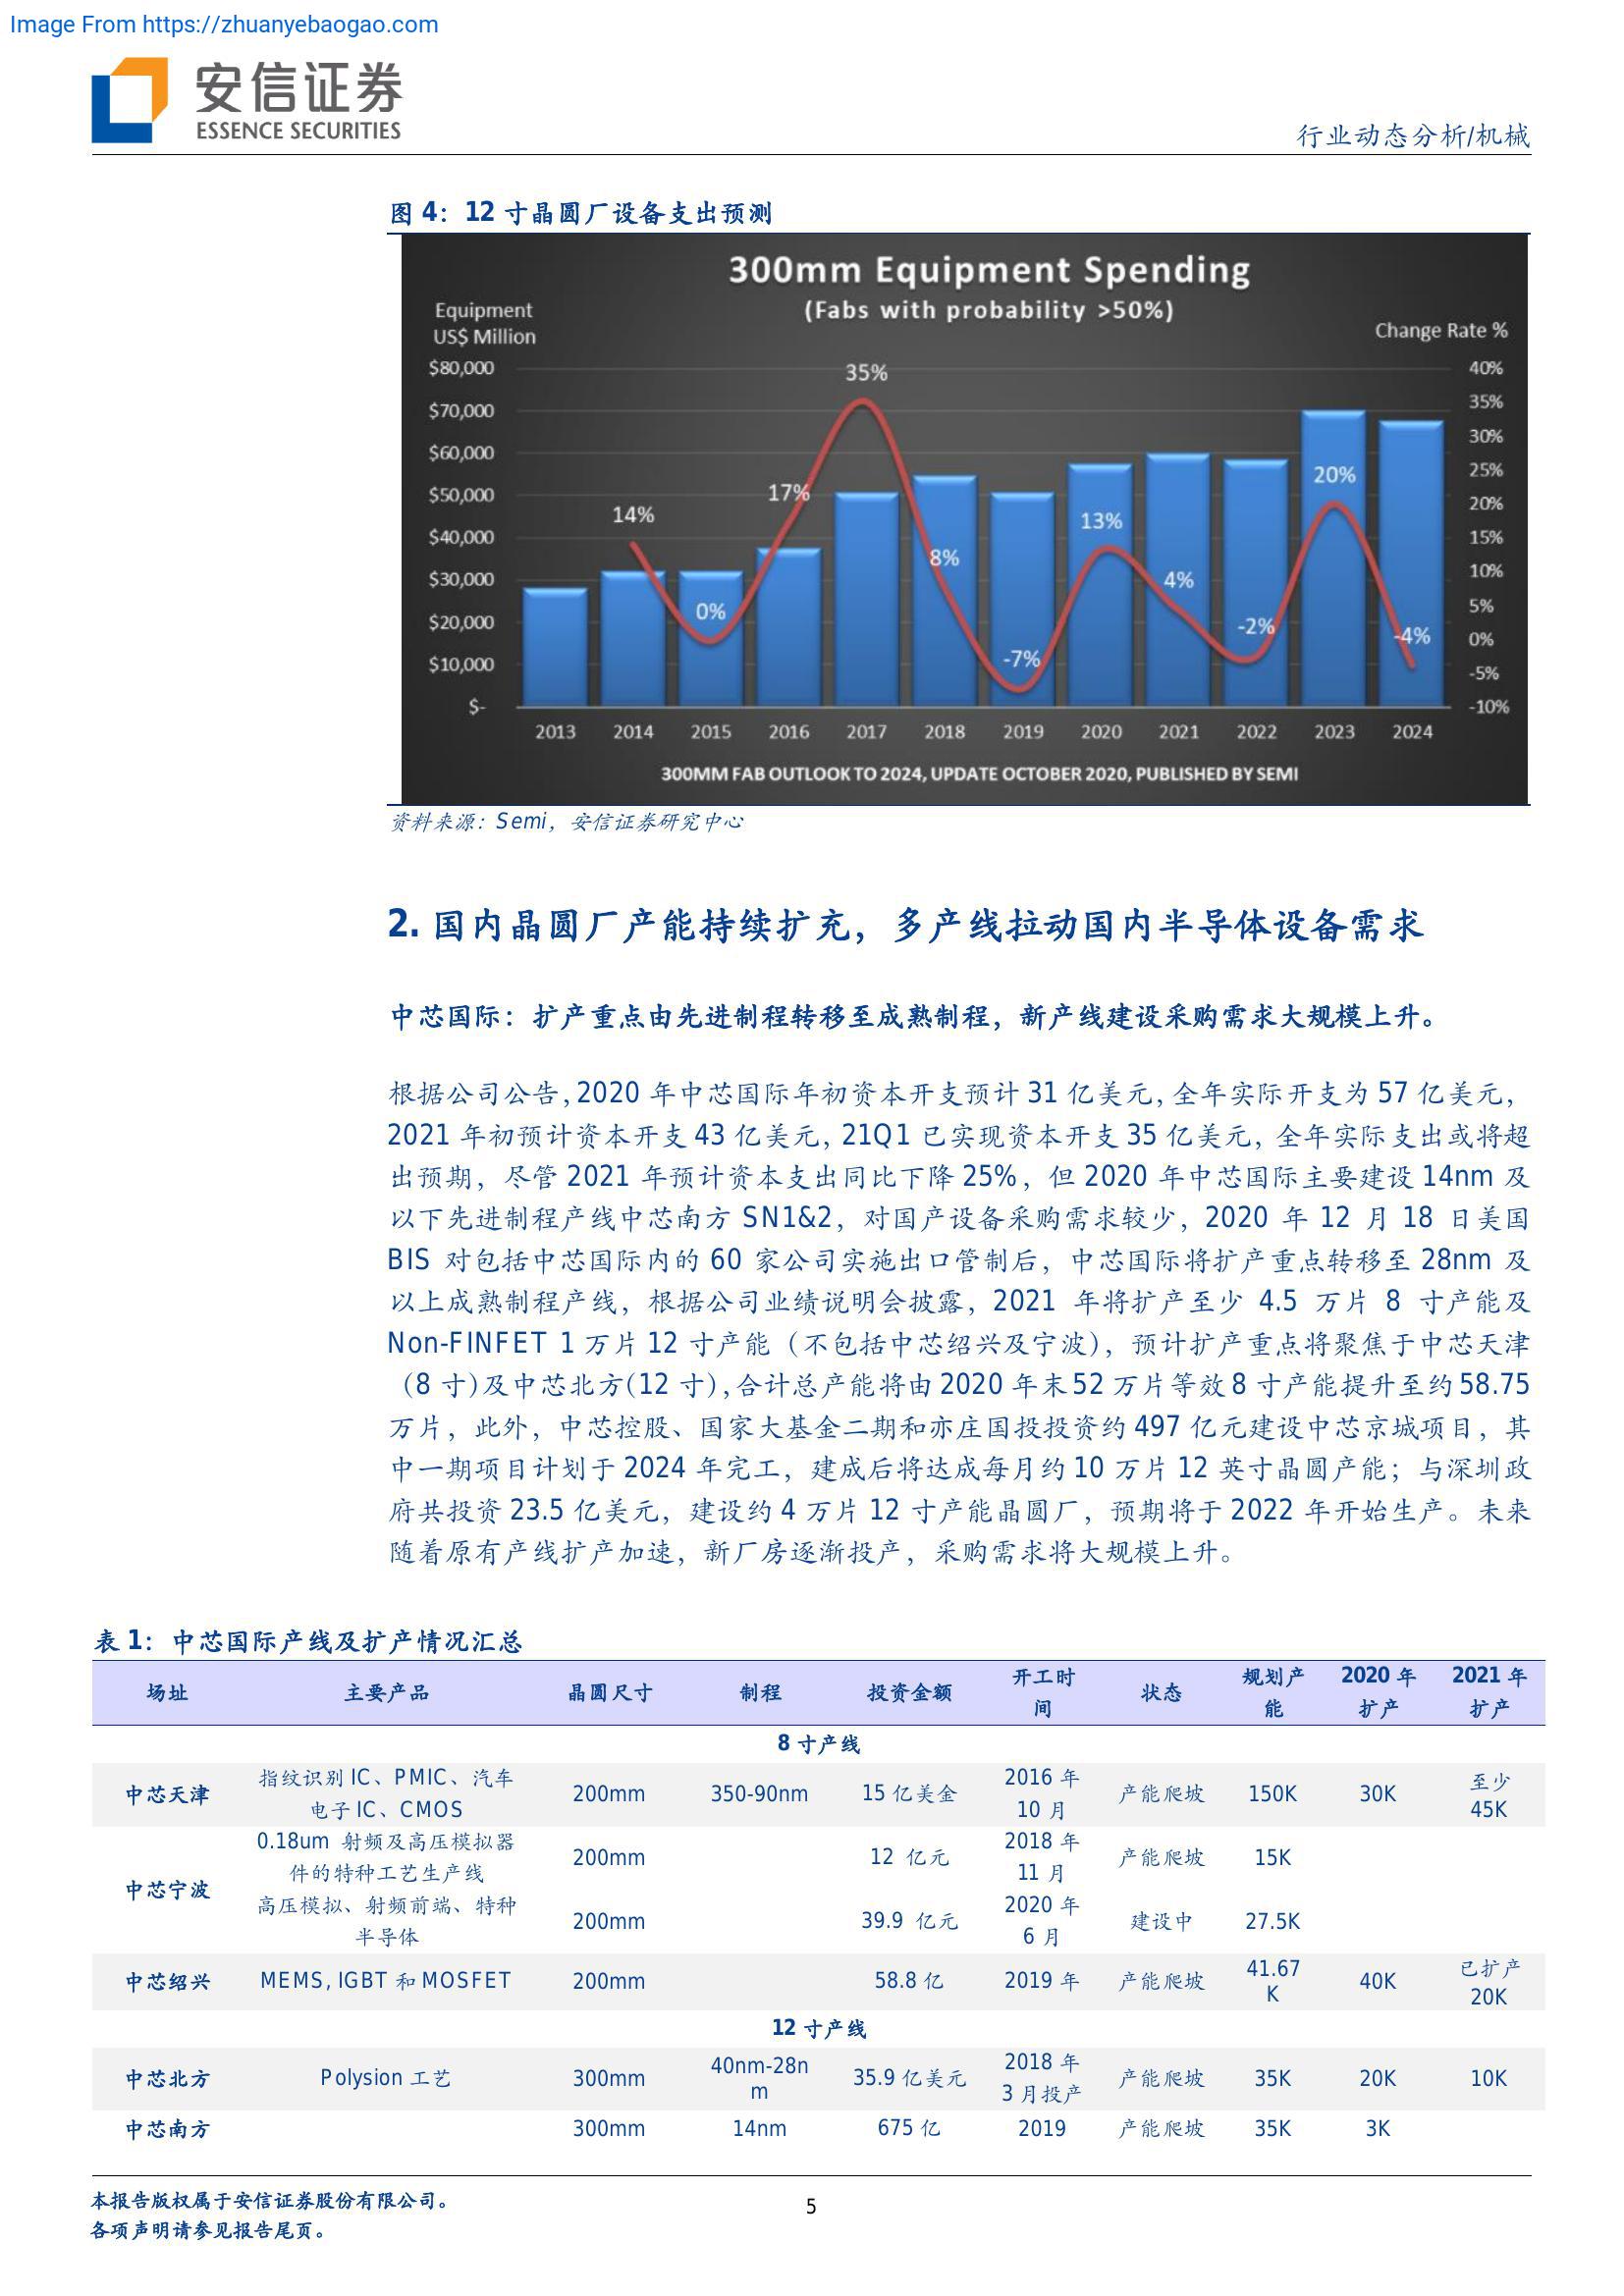 Image From https://zhuanyebaogao.com
安信证券
ESSENCE SECURITIES
行业动态分析/机械
图 4：12 寸晶圆厂设备支出预测
300mm Equipment Spending
(Fabs with probability >50%)
Equipment
US$ Million
Change Rate %
$80,000
$70,000
$60,000
$50,000
$40,000
$30,000
$20,000
$10,000
$-
14%
0%
17%
35%
8%
-7%
13%
4%
-2%
20%
-4%
40%
35%
30%
25%
20%
15%
10%
5%
0%
-5%
-10%
2013 2014 2015 2016 2017 2018 2019 2020 2021 2022 2023 2024
300MM FAB OUTLOOK TO 2024, UPDATE OCTOBER 2020, PUBLISHED BY SEMI
资料来源：Semi，安信证券研究中心
2. 国内晶圆厂产能持续扩充，多产线拉动国内半导体设备需求
中芯国际：扩产重点由先进制程转移至成熟制程，新产线建设采购需求大规模上升。
根据公司公告，2020 年中芯国际年初资本开支预计 31 亿美元，全年实际开支为 57 亿美元，
2021 年初预计资本开支 43 亿美元，21Q1 已实现资本开支 35 亿美元，全年实际支出或将超
出预期，尽管 2021 年预计资本支出同比下降 25%，但 2020 年中芯国际主要建设 14nm 及
以下先进制程产线中芯南方 SN1&2，对国产设备采购需求较少，2020 年 12 月 18 日美国
BIS 对包括中芯国际内的 60 家公司实施出口管制后，中芯国际将扩产重点转移至 28nm 及
以上成熟制程产线，根据公司业绩说明会披露，2021 年将扩产至少 4.5 万片 8 寸产能及
Non-FINFET 1 万片 12 寸产能（不包括中芯绍兴及宁波），预计扩产重点将聚焦于中芯天津
（8 寸)及中芯北方(12 寸)，合计总产能将由 2020 年末 52 万片等效 8 寸产能提升至约 58.75
万片，此外，中芯控股、国家大基金二期和亦庄国投投资约 497 亿元建设中芯京城项目，其
中一期项目计划于 2024 年完工，建成后将达成每月约 10 万片 12 英寸晶圆产能；与深圳政
府共投资 23.5 亿美元，建设约 4 万片 12 寸产能晶圆厂，预期将于 2022 年开始生产。未来
随着原有产线扩产加速，新厂房逐渐投产，采购需求将大规模上升。
表 1：中芯国际产线及扩产情况汇总
场址 主要产品 晶圆尺寸 制程 投资金额 开工时间 状态 规划产能 2020 年扩产 2021 年扩产
8 寸产线
中芯天津 指纹识别 IC、PMIC、汽车电子 IC、CMOS 200mm 350-90nm 15 亿美金 2016 年 10 月 产能爬坡 150K 30K 至少 45K
中芯宁波 0.18um 射频及高压模拟器件的特种工艺生产线 200mm 12 亿元 2018 年 11 月 产能爬坡 15K
高压模拟、射频前端、特种半导体 200mm 39.9 亿元 2020 年 6 月 建设中 27.5K
中芯绍兴 MEMS, IGBT 和 MOSFET 200mm 58.8 亿 2019 年 产能爬坡 41.67K 40K 已扩产 20K
12 寸产线
中芯北方 Polysion 工艺 300mm 40nm-28nm 35.9 亿美元 2018 年 3 月投产 产能爬坡 35K 20K 10K
中芯南方 300mm 14nm 675 亿 2019 产能爬坡 35K 3K
本报告版权属于安信证券股份有限公司。
各项声明请参见报告尾页。
5